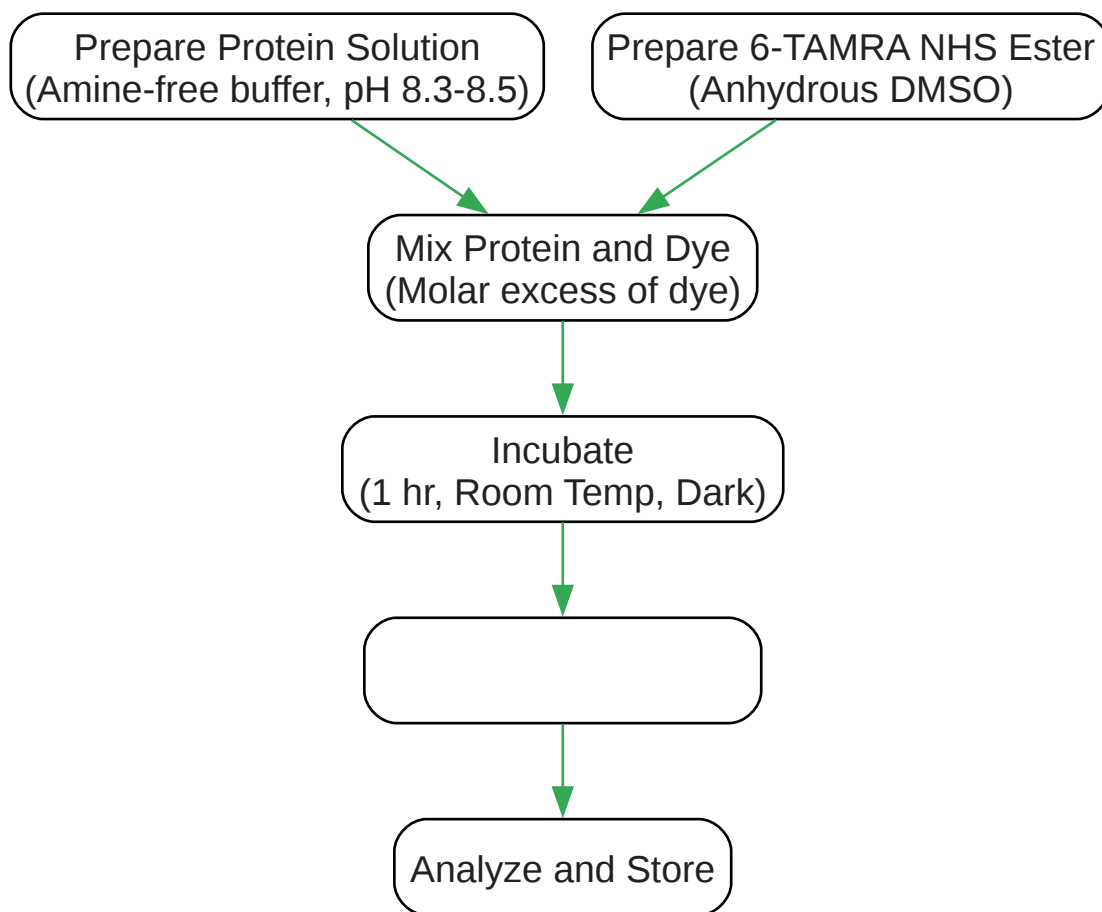 Prepare Protein Solution
(Amine-free buffer, pH 8.3-8.5)
Prepare 6-TAMRA NHS Ester
(Anhydrous DMSO)
Mix Protein and Dye
(Molar excess of dye)
Incubate
(1 hr, Room Temp, Dark)
Analyze and Store